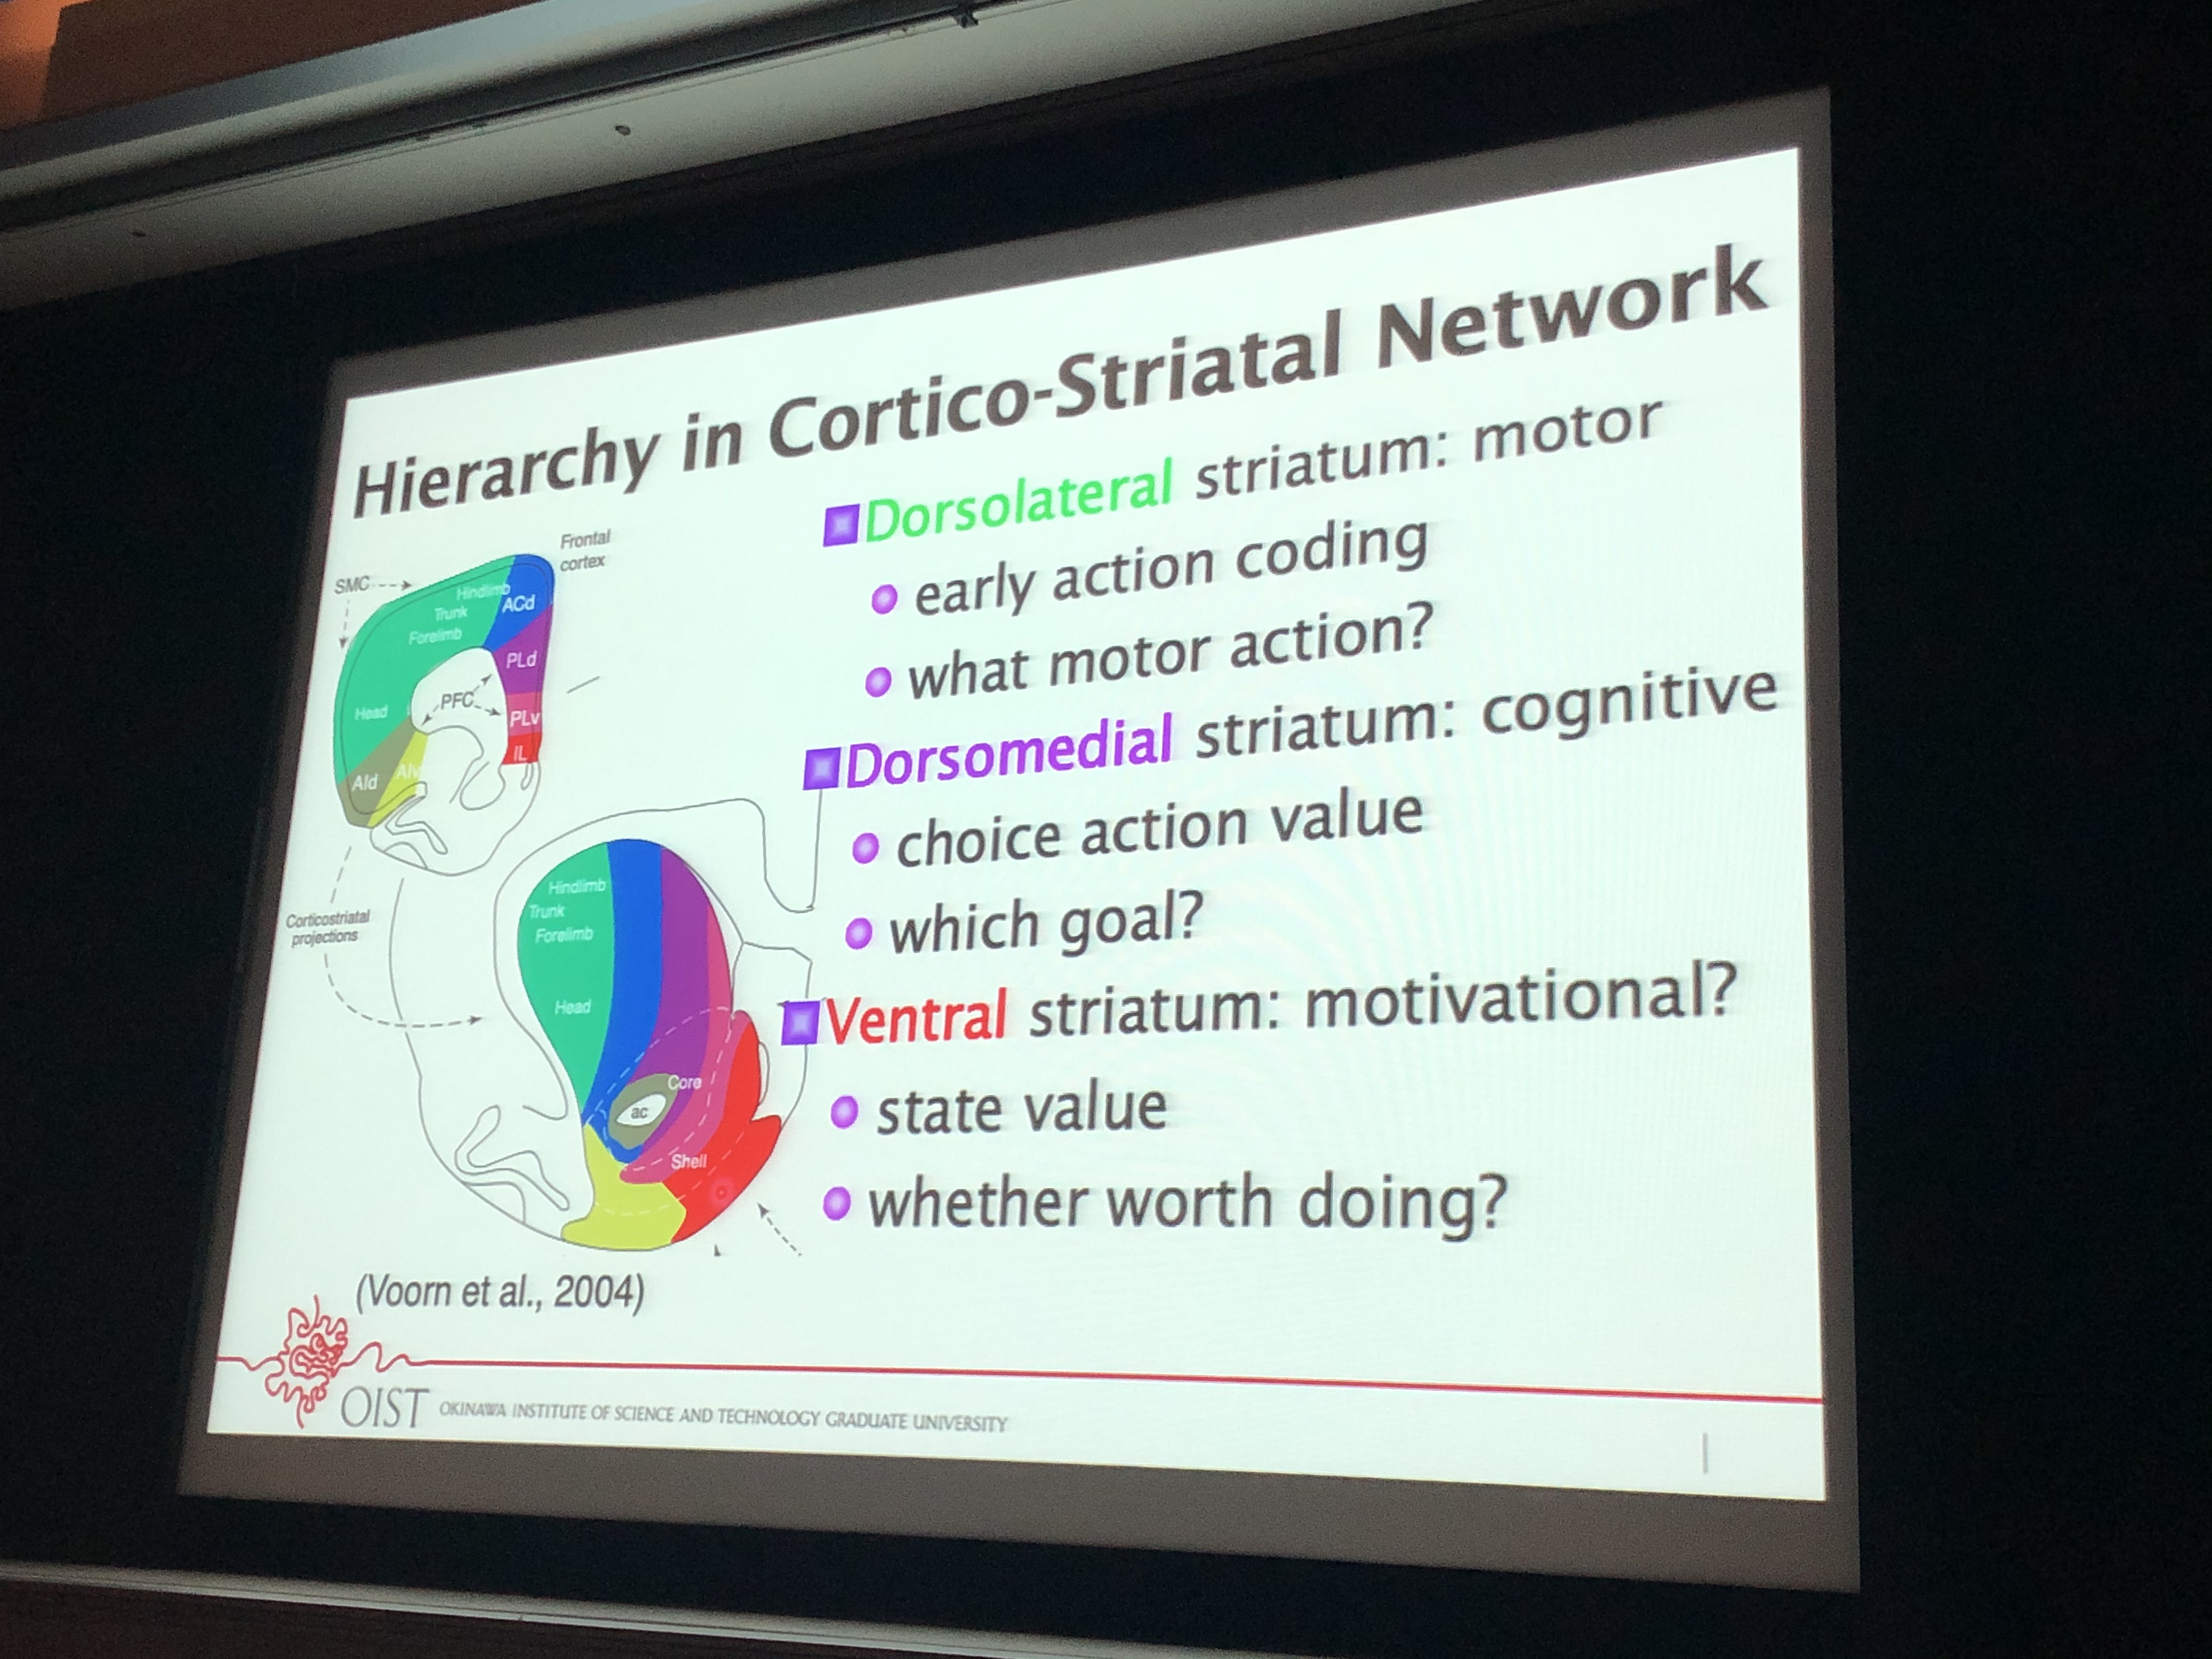 Hierarchy in Cortico-Striatal Network
Frontal
cortex
SMC
Hindlimb
Trunk
Forelimb
ACd
PLd
PFC
PLv
Head
IL
AId
AIv
Corticostriatal
projections
Hindlimb
Trunk
Forelimb
Head
Core
ac
Shell
Dorsolateral striatum: motor
early action coding
what motor action?
Dorsomedial striatum: cognitive
choice action value
which goal?
Ventral striatum: motivational?
state value
whether worth doing?
(Voorn et al., 2004)
OIST OKINAWA INSTITUTE OF SCIENCE AND TECHNOLOGY GRADUATE UNIVERSITY